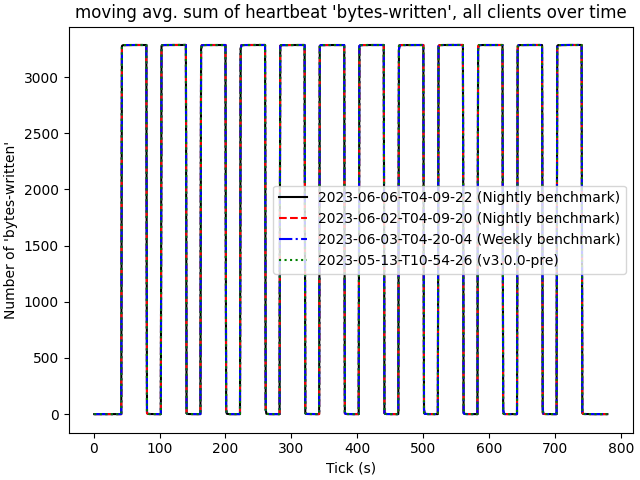 moving avg. sum of heartbeat 'bytes-written', all clients over time
Number of 'bytes-written'
3000
2500
2000
1500
1000
500
0
2023-06-06-T04-09-22 (Nightly benchmark)
2023-06-02-T04-09-20 (Nightly benchmark)
2023-06-03-T04-20-04 (Weekly benchmark)
2023-05-13-T10-54-26 (v3.0.0-pre)
0 100 200 300 400 500 600 700 800
Tick (s)